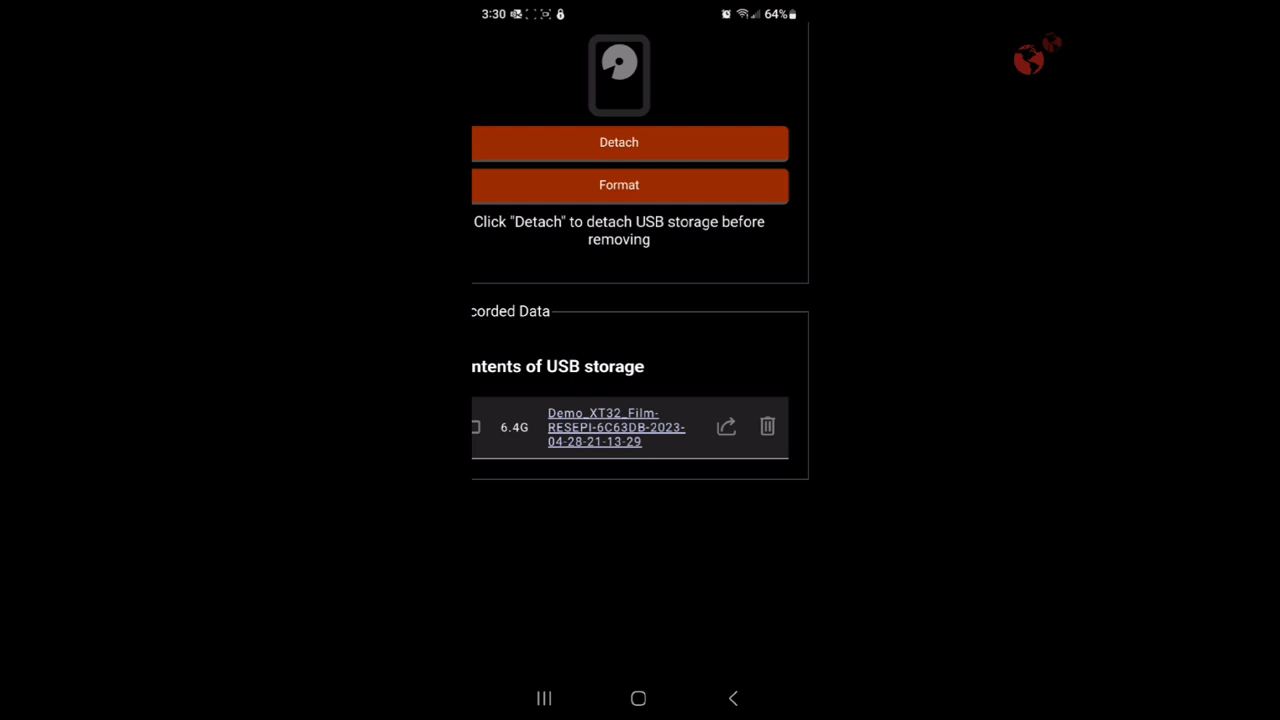 3:30
64%
Detach
Format
Click "Detach" to detach USB storage before
removing
corded Data
ntents of USB storage
6.4G
Demo_XT32_Film-
RESEPI-6C63DB-2023-
04-28-21-13-29